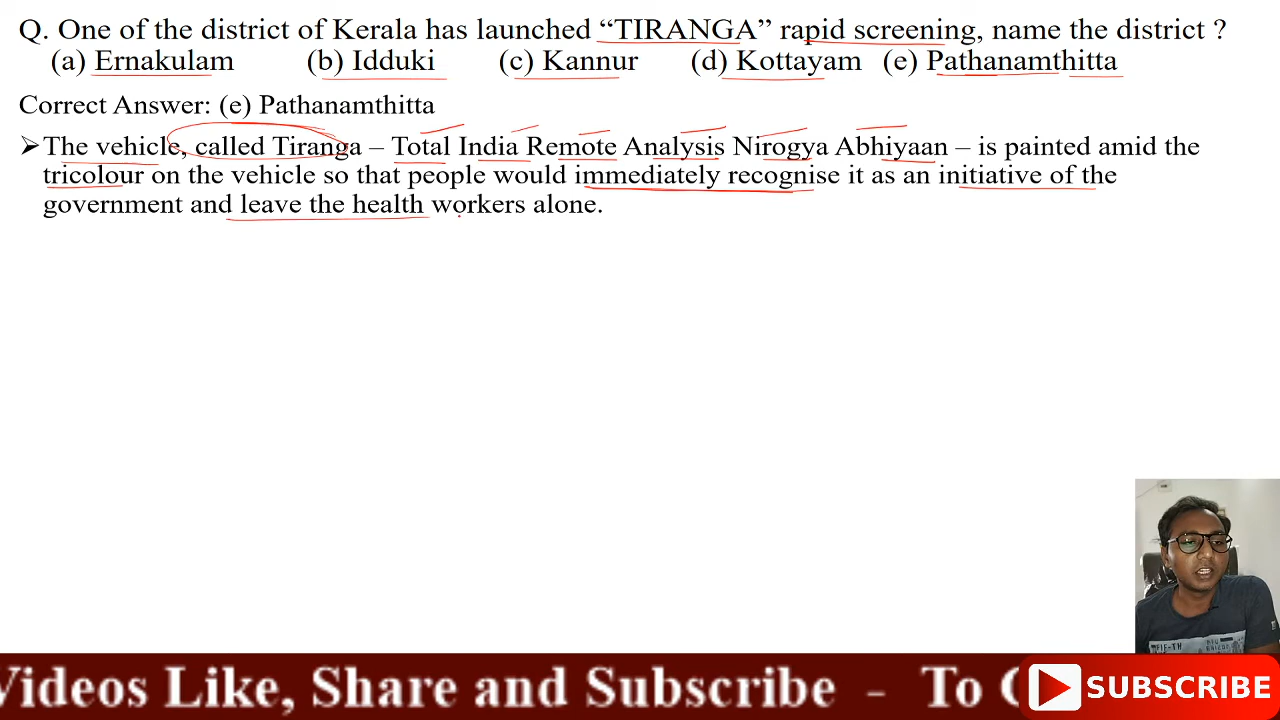 Q. One of the district of Kerala has launched “TIRANGA” rapid screening, name the district ?
(a) Ernakulam (b) Idduki (c) Kannur (d) Kottayam (e) Pathanamthitta
Correct Answer: (e) Pathanamthitta
➢The vehicle, called Tiranga – Total India Remote Analysis Nirogya Abhiyaan – is painted amid the
tricolour on the vehicle so that people would immediately recognise it as an initiative of the
government and leave the health workers alone.
Videos Like, Share and Subscribe - To
SUBSCRIBE